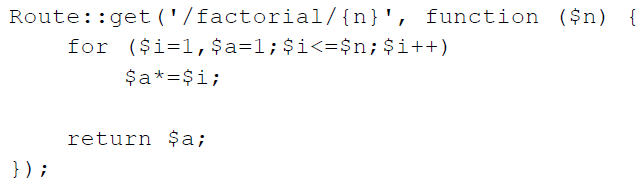 Route::get('/factorial/{n}', function ($n) {
    for ($i=1,$a=1;$i<=$n;$i++)
        $a*=$i;

    return $a;
});